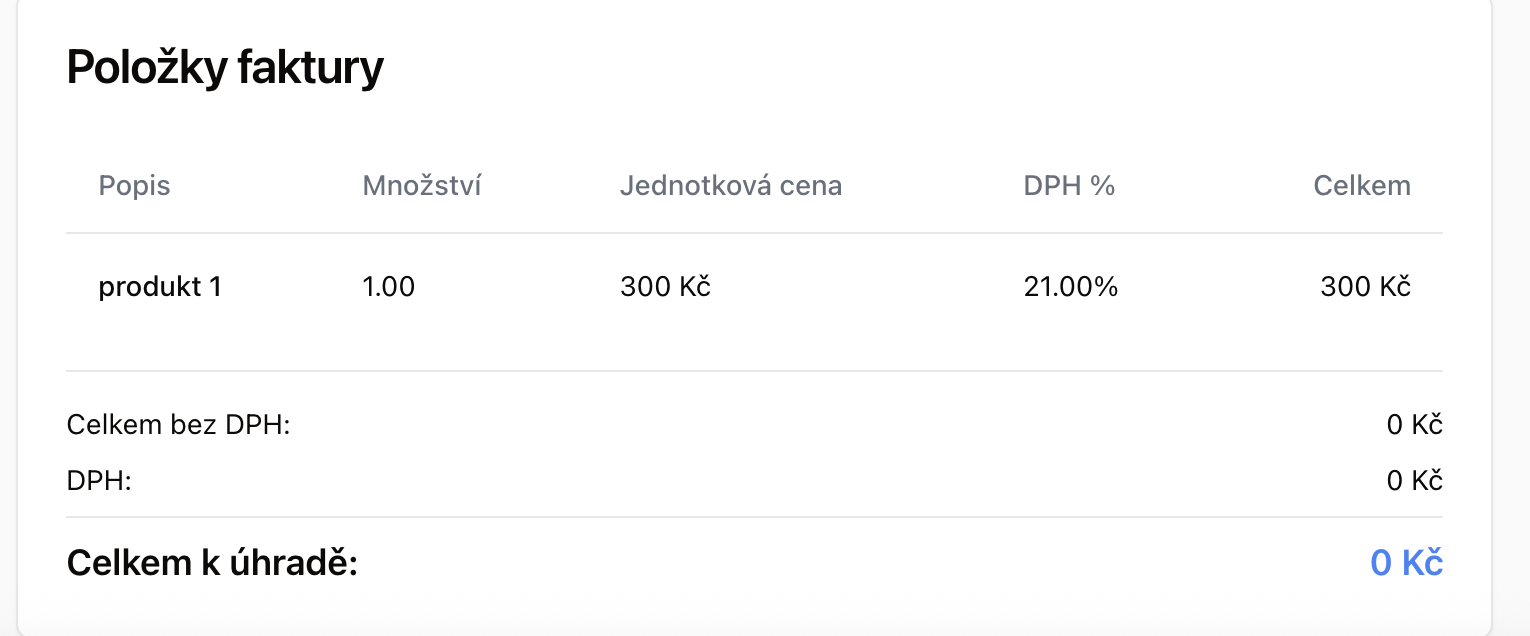 Položky faktury
Popis Množství Jednotková cena DPH % Celkem
produkt 1 1.00 300 Kč 21.00% 300 Kč
Celkem bez DPH: 0 Kč
DPH: 0 Kč
Celkem k úhradě: 0 Kč